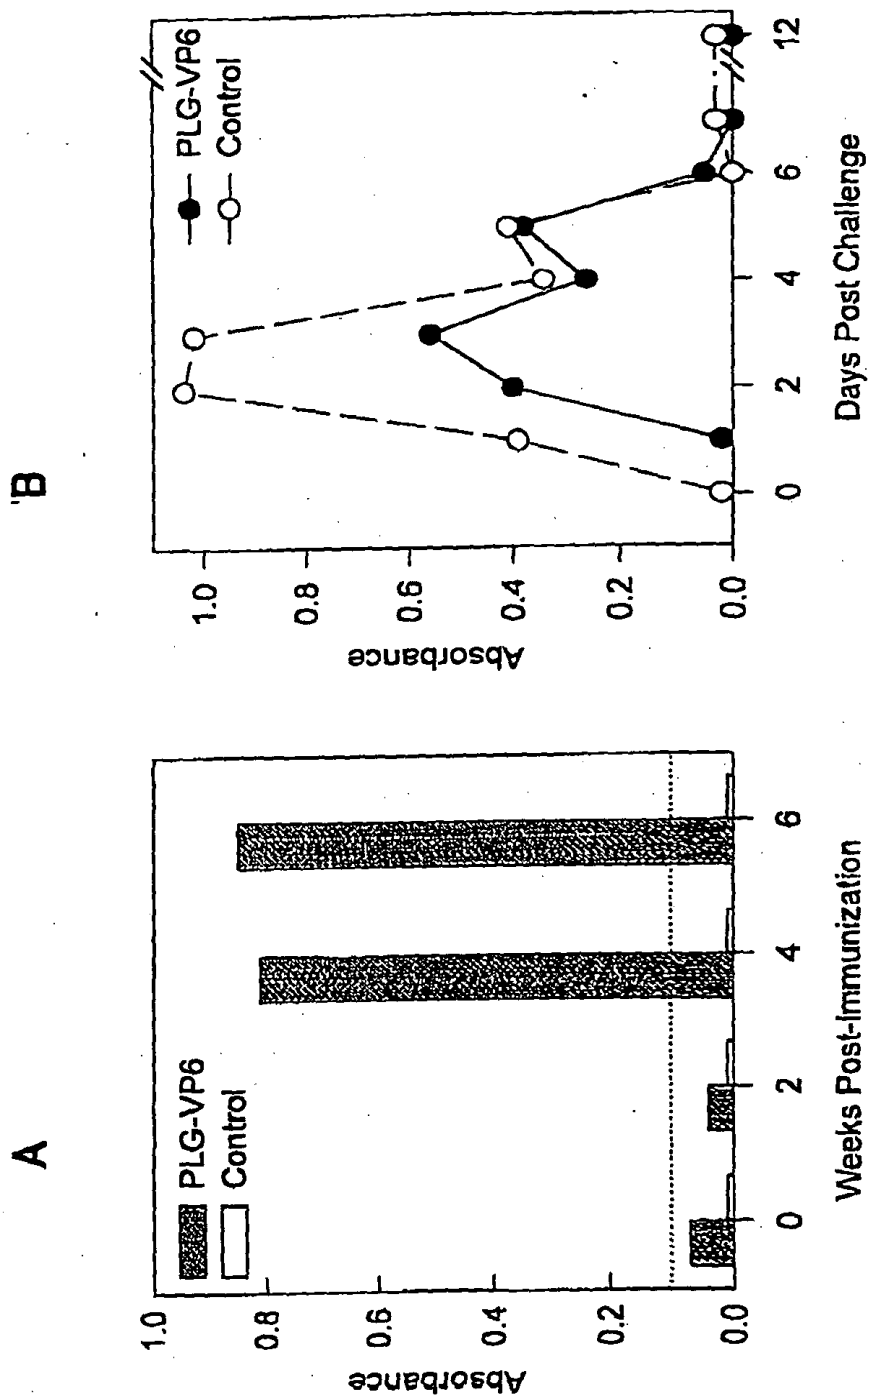 A
PLG-VP6
Control
Absorbance
1.0
0.8
0.6
0.4
0.2
0.0
0 2 4 6
Weeks Post-Immunization
B
PLG-VP6
Control
Absorbance
1.0
0.8
0.6
0.4
0.2
0.0
0 2 4 6 12
Days Post Challenge